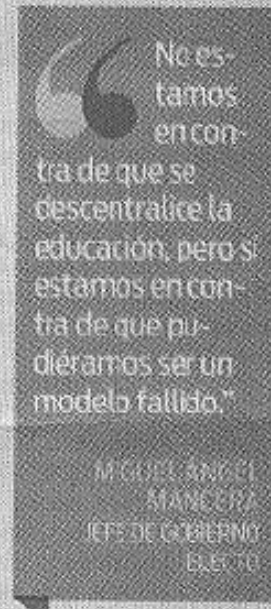 No es-
tamos
en con-
tra de que se
descentralice la
educación, pero sí
estamos en con-
tra de que pu-
diéramos ser un
modelo fallido."
MIGUEL ÁNGEL
MANCERA
JEFE DE GOBIERNO
ELECTO